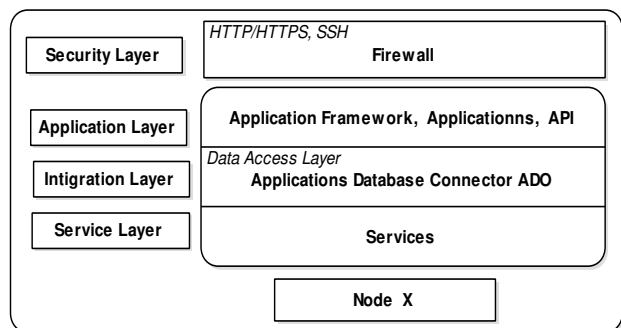 HTTP/HTTPS, SSH
Security Layer
Firewall
Application Layer
Application Framework, Applicationns, API
Data Access Layer
Intigration Layer
Applications Database Connector ADO
Service Layer
Services
Node X